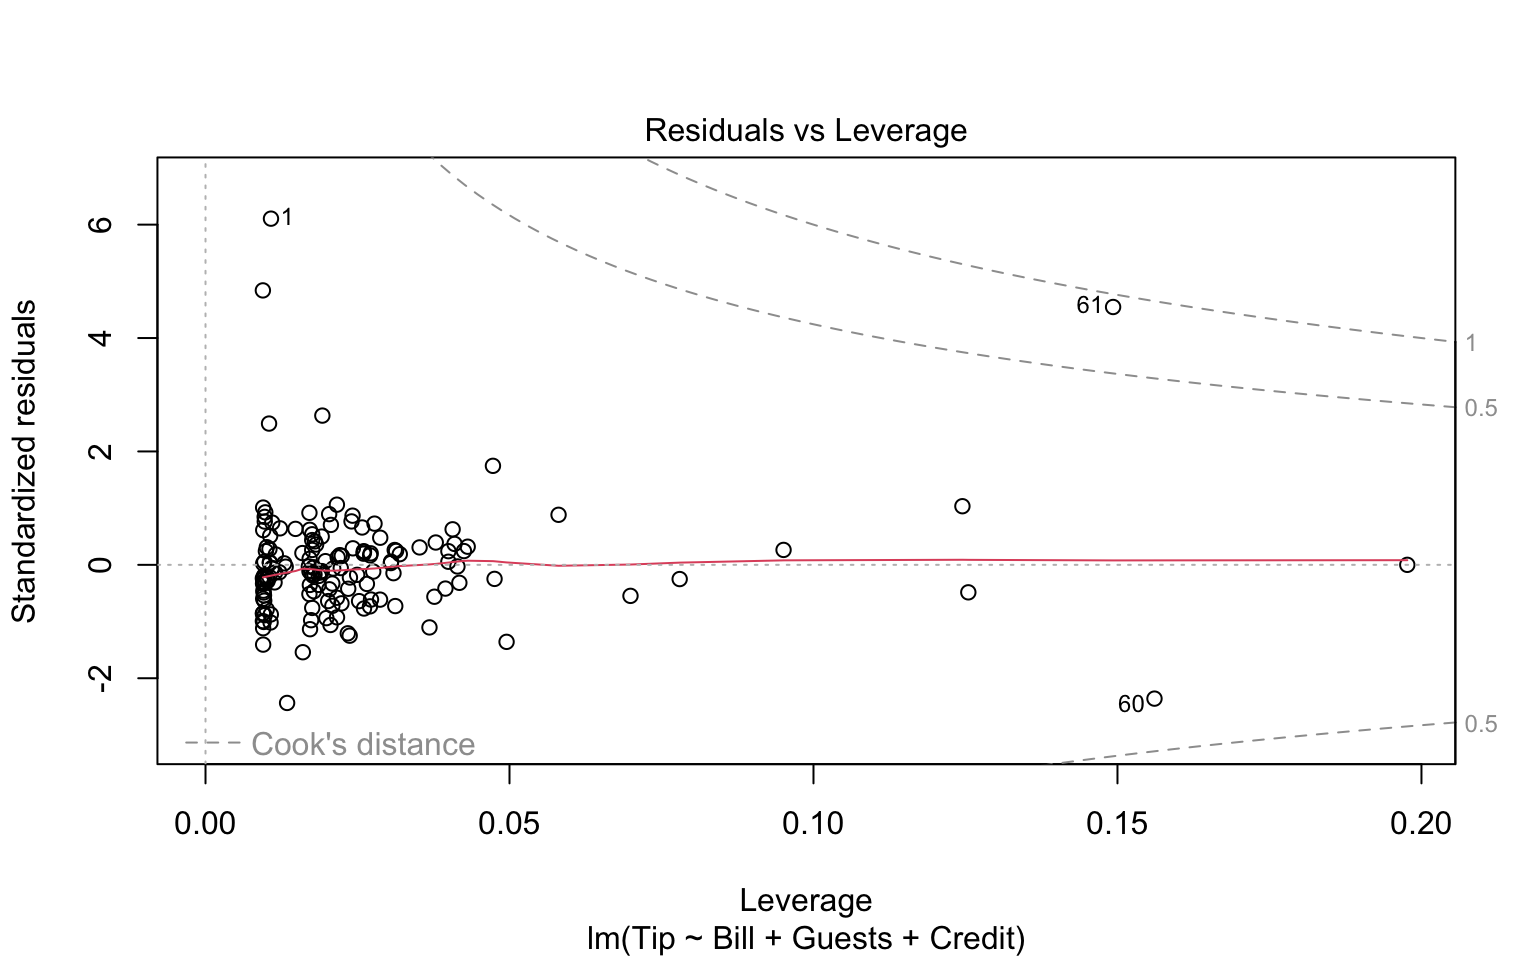 Residuals vs Leverage
Standardized residuals
6
4
2
0
-2
1
61
60
1
0.5
0.5
Cook's distance
0.00 0.05 0.10 0.15 0.20
Leverage
lm(Tip ~ Bill + Guests + Credit)